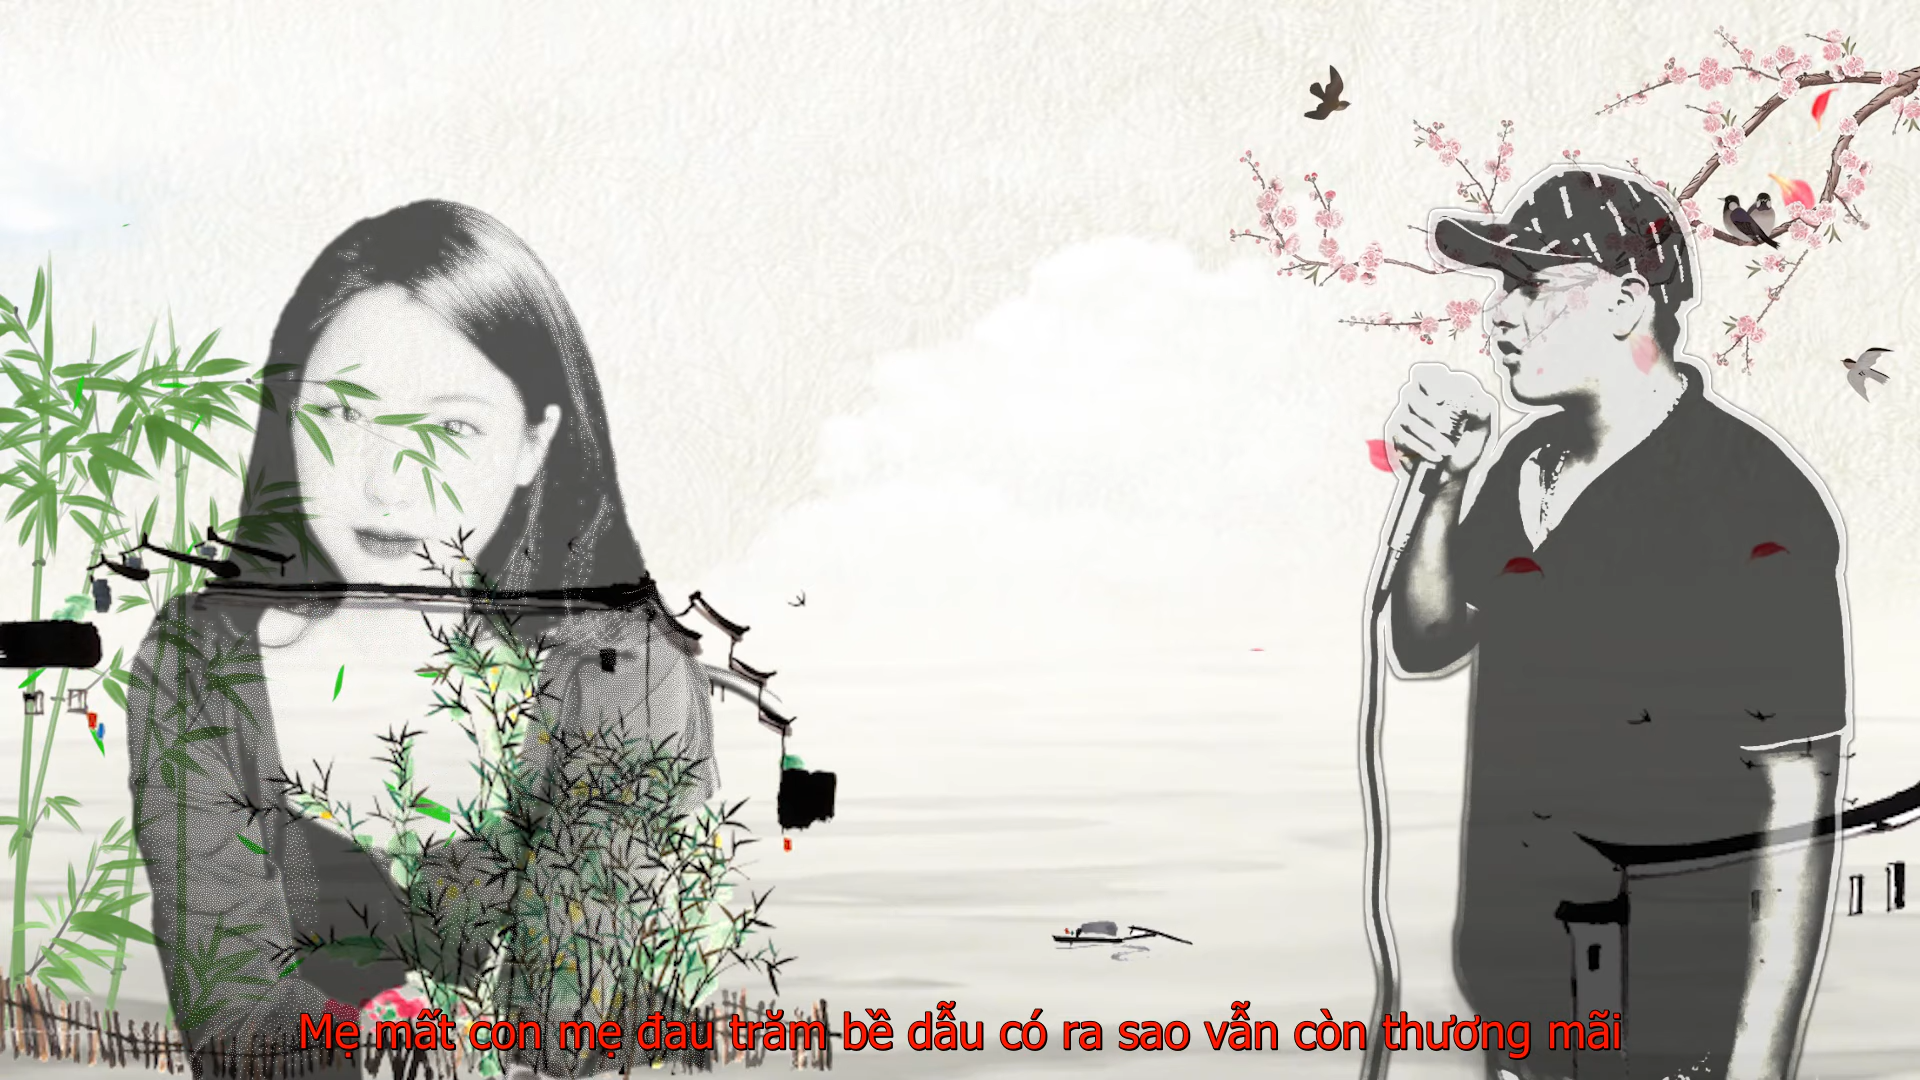 Mẹ mất con mẹ đau trăm bề dẫu có ra sao vẫn còn thương mãi